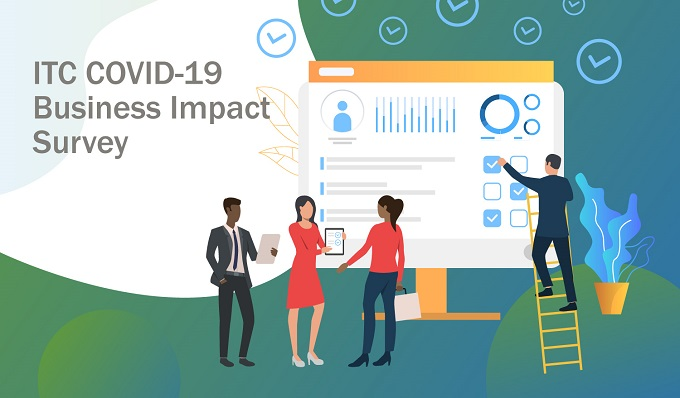 ITC COVID-19
Business Impact
Survey